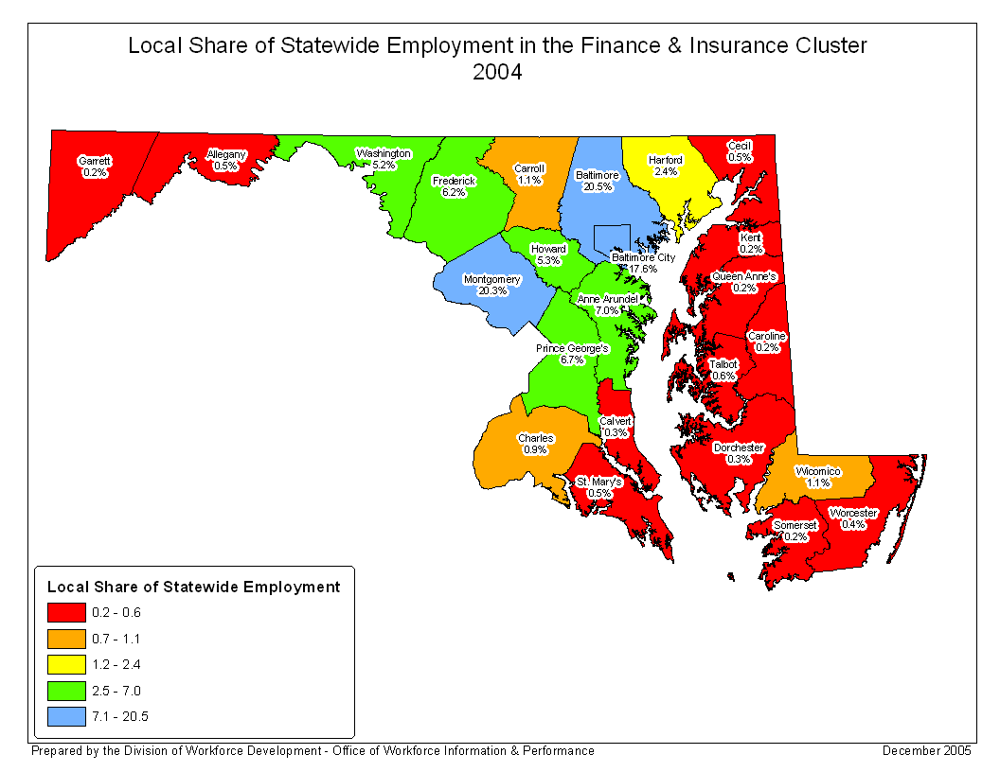 Local Share of Statewide Employment in the Finance & Insurance Cluster
2004
Garrett
0.2%
Allegany
0.5%
Washington
5.2%
Frederick
6.2%
Carroll
1.1%
Baltimore
20.5%
Harford
2.4%
Cecil
0.5%
Kent
0.2%
Howard
5.3%
Baltimore City
17.6%
Queen Anne's
0.2%
Montgomery
20.3%
Anne Arundel
7.0%
Caroline
0.2%
Prince George's
6.7%
Talbot
0.6%
Calvert
0.3%
Charles
0.9%
Dorchester
0.3%
Wicomico
1.1%
St. Mary's
0.5%
Somerset
0.2%
Worcester
0.4%
Local Share of Statewide Employment
0.2 - 0.6
0.7 - 1.1
1.2 - 2.4
2.5 - 7.0
7.1 - 20.5
Prepared by the Division of Workforce Development - Office of Workforce Information & Performance
December 2005